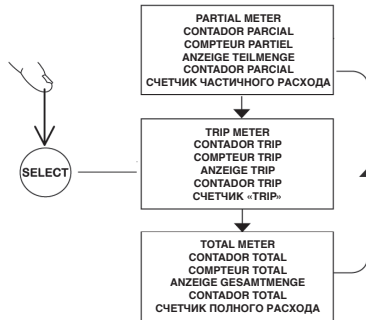 PARTIAL METER
CONTADOR PARCIAL
COMPTEUR PARTIEL
ANZEIGE TEILMENGE
CONTADOR PARCIAL
СЧЕТЧИК ЧАСТИЧНОГО РАСХОДА
SELECT
TRIP METER
CONTADOR TRIP
COMPTEUR TRIP
ANZEIGE TRIP
CONTADOR TRIP
СЧЕТЧИК «TRIP»
TOTAL METER
CONTADOR TOTAL
COMPTEUR TOTAL
ANZEIGE GESAMTMENGE
CONTADOR TOTAL
СЧЕТЧИК ПОЛНОГО РАСХОДА